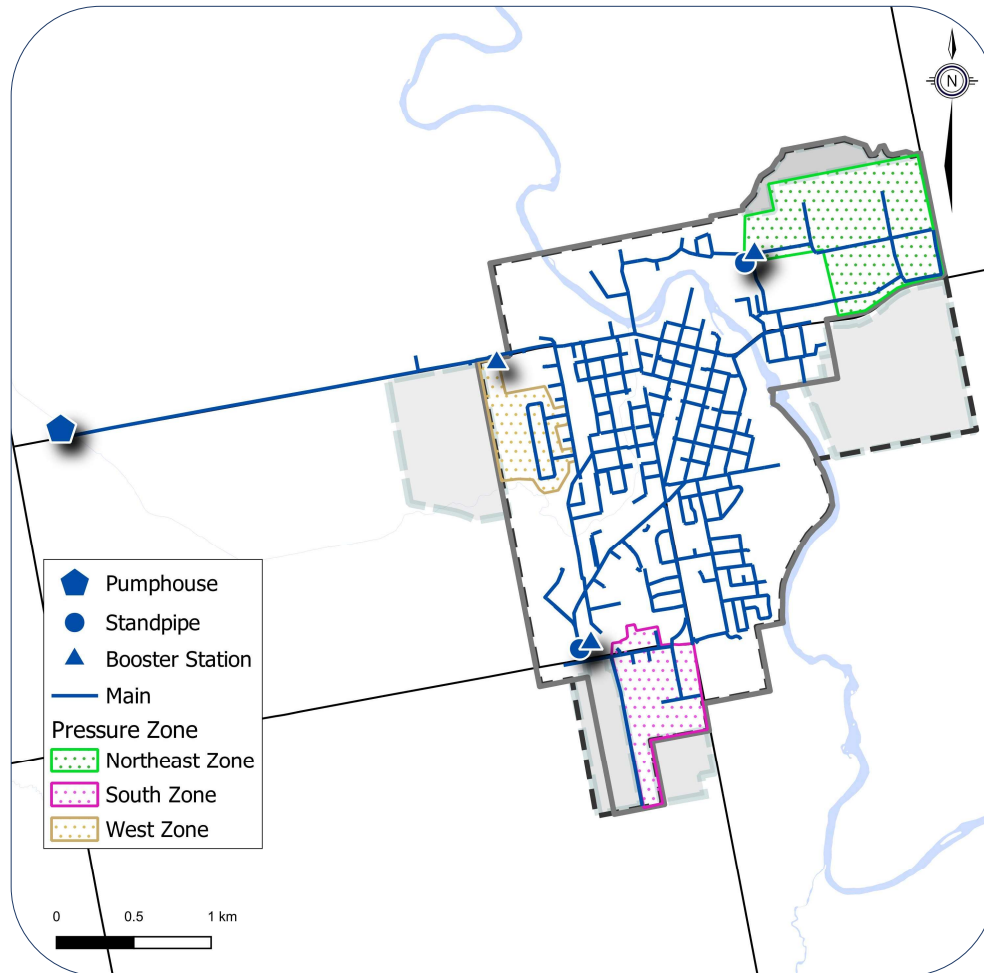 N
Pumphouse
Standpipe
Booster Station
Main
Pressure Zone
Northeast Zone
South Zone
West Zone
0 0.5 1 km